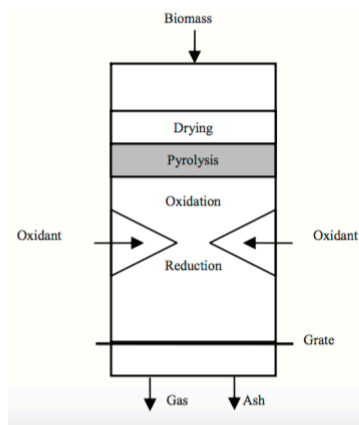 Biomass
Drying
Pyrolysis
Oxidation
Oxidant
Oxidant
Reduction
Grate
Gas
Ash